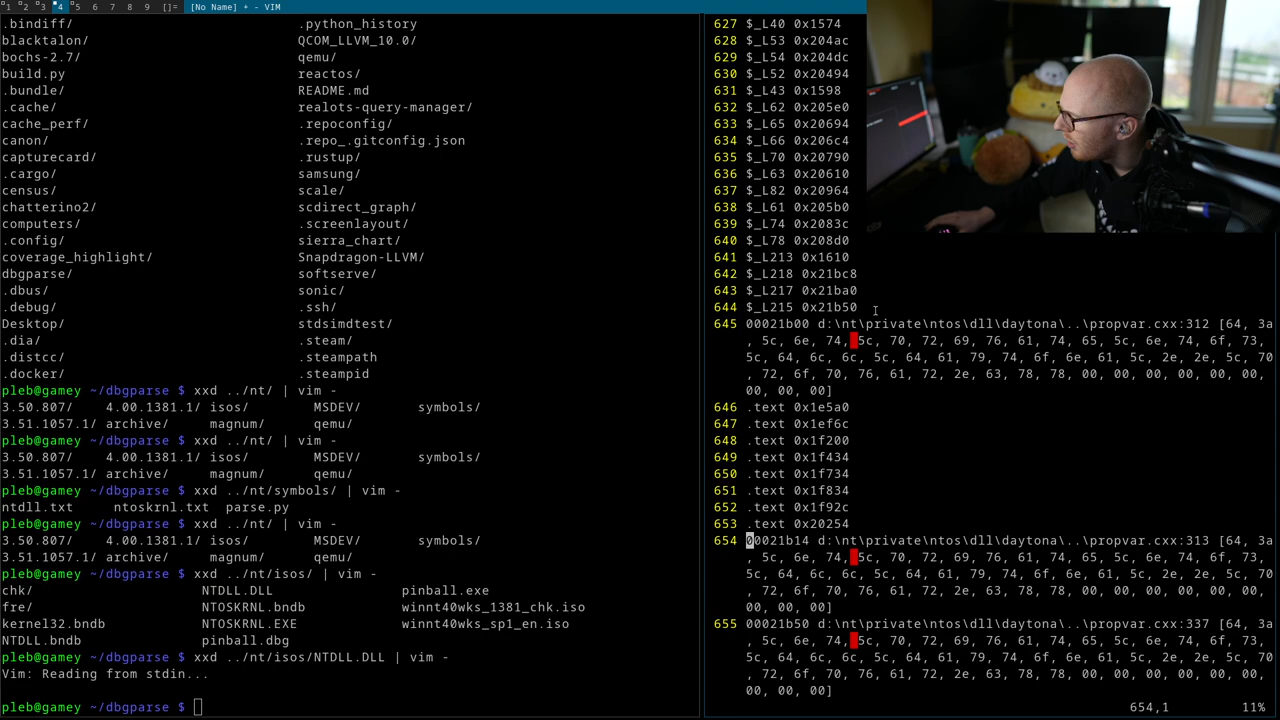 1 2 3 4 5 6 7 8 9 []= [No Name] + - VIM
.bindiff/ .python_history
blacktalon/ QCOM_LLVM_10.0/
bochs-2.7/ qemu/
build.py reactos/
.bundle/ README.md
.cache/ realots-query-manager/
cache_perf/ .repoconfig/
canon/ .repo_.gitconfig.json
capturecard/ .rustup/
.cargo/ samsung/
census/ scale/
chatterino2/ scdirect_graph/
computers/ .screenlayout/
.config/ sierra_chart/
coverage_highlight/ Snapdragon-LLVM/
dbgparse/ softserve/
.dbus/ sonic/
.debug/ .ssh/
Desktop/ stdsimdtest/
.dia/ .steam/
.distcc/ .steampath
.docker/ .steampid
pleb@gamey ~/dbgparse $ xxd ../nt/ | vim -
3.50.807/ 4.00.1381.1/ isos/ MSDEV/ symbols/
3.51.1057.1/ archive/ magnum/ qemu/
pleb@gamey ~/dbgparse $ xxd ../nt/ | vim -
3.50.807/ 4.00.1381.1/ isos/ MSDEV/ symbols/
3.51.1057.1/ archive/ magnum/ qemu/
pleb@gamey ~/dbgparse $ xxd ../nt/symbols/ | vim -
ntdll.txt ntoskrnl.txt parse.py
pleb@gamey ~/dbgparse $ xxd ../nt/ | vim -
3.50.807/ 4.00.1381.1/ isos/ MSDEV/ symbols/
3.51.1057.1/ archive/ magnum/ qemu/
pleb@gamey ~/dbgparse $ xxd ../nt/isos/ | vim -
chk/ NTDLL.DLL pinball.exe
fre/ NTOSKRNL.bndb winnt40wks_1381_chk.iso
kernel32.bndb NTOSKRNL.EXE winnt40wks_sp1_en.iso
NTDLL.bndb pinball.dbg
pleb@gamey ~/dbgparse $ xxd ../nt/isos/NTDLL.DLL | vim -
Vim: Reading from stdin...
pleb@gamey ~/dbgparse $
627 $_L40 0x1574
628 $_L53 0x204ac
629 $_L54 0x204dc
630 $_L52 0x20494
631 $_L43 0x1598
632 $_L62 0x205e0
633 $_L65 0x20694
634 $_L66 0x206c4
635 $_L70 0x20790
636 $_L63 0x20610
637 $_L82 0x20964
638 $_L61 0x205b0
639 $_L74 0x2083c
640 $_L78 0x208d0
641 $_L213 0x1610
642 $_L218 0x21bc8
643 $_L217 0x21ba0
644 $_L215 0x21b50
645 00021b00 d:\nt\private\ntos\dll\daytona\..\propvar.cxx:312 [64, 3a
, 5c, 6e, 74, 5c, 70, 72, 69, 76, 61, 74, 65, 5c, 6e, 74, 6f, 73,
5c, 64, 6c, 6c, 5c, 64, 61, 79, 74, 6f, 6e, 61, 5c, 2e, 2e, 5c, 70
, 72, 6f, 70, 76, 61, 72, 2e, 63, 78, 78, 00, 00, 00, 00, 00, 00,
00, 00, 00]
646 .text 0x1e5a0
647 .text 0x1ef6c
648 .text 0x1f200
649 .text 0x1f434
650 .text 0x1f734
651 .text 0x1f834
652 .text 0x1f92c
653 .text 0x20254
654 00021b14 d:\nt\private\ntos\dll\daytona\..\propvar.cxx:313 [64, 3a
, 5c, 6e, 74, 5c, 70, 72, 69, 76, 61, 74, 65, 5c, 6e, 74, 6f, 73,
5c, 64, 6c, 6c, 5c, 64, 61, 79, 74, 6f, 6e, 61, 5c, 2e, 2e, 5c, 70
, 72, 6f, 70, 76, 61, 72, 2e, 63, 78, 78, 00, 00, 00, 00, 00, 00,
00, 00, 00]
655 00021b50 d:\nt\private\ntos\dll\daytona\..\propvar.cxx:337 [64, 3a
, 5c, 6e, 74, 5c, 70, 72, 69, 76, 61, 74, 65, 5c, 6e, 74, 6f, 73,
5c, 64, 6c, 6c, 5c, 64, 61, 79, 74, 6f, 6e, 61, 5c, 2e, 2e, 5c, 70
, 72, 6f, 70, 76, 61, 72, 2e, 63, 78, 78, 00, 00, 00, 00, 00, 00,
00, 00, 00]
654,1 11%